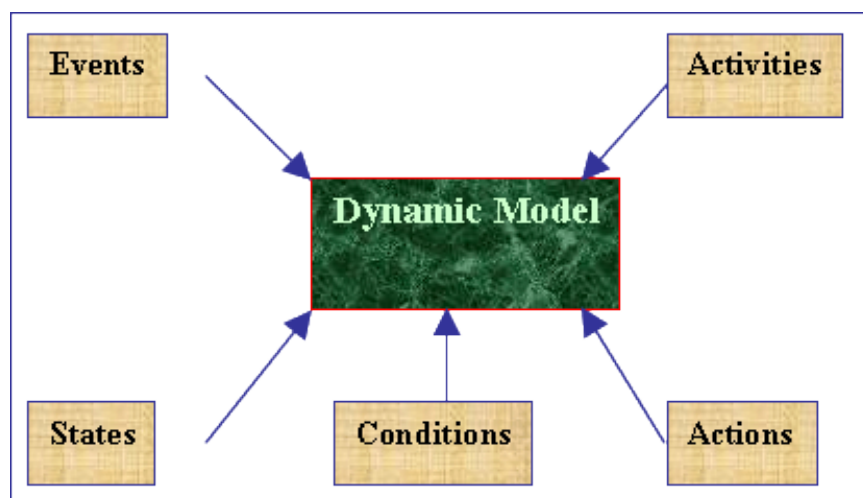 Events
Activities
Dynamic Model
States
Conditions
Actions